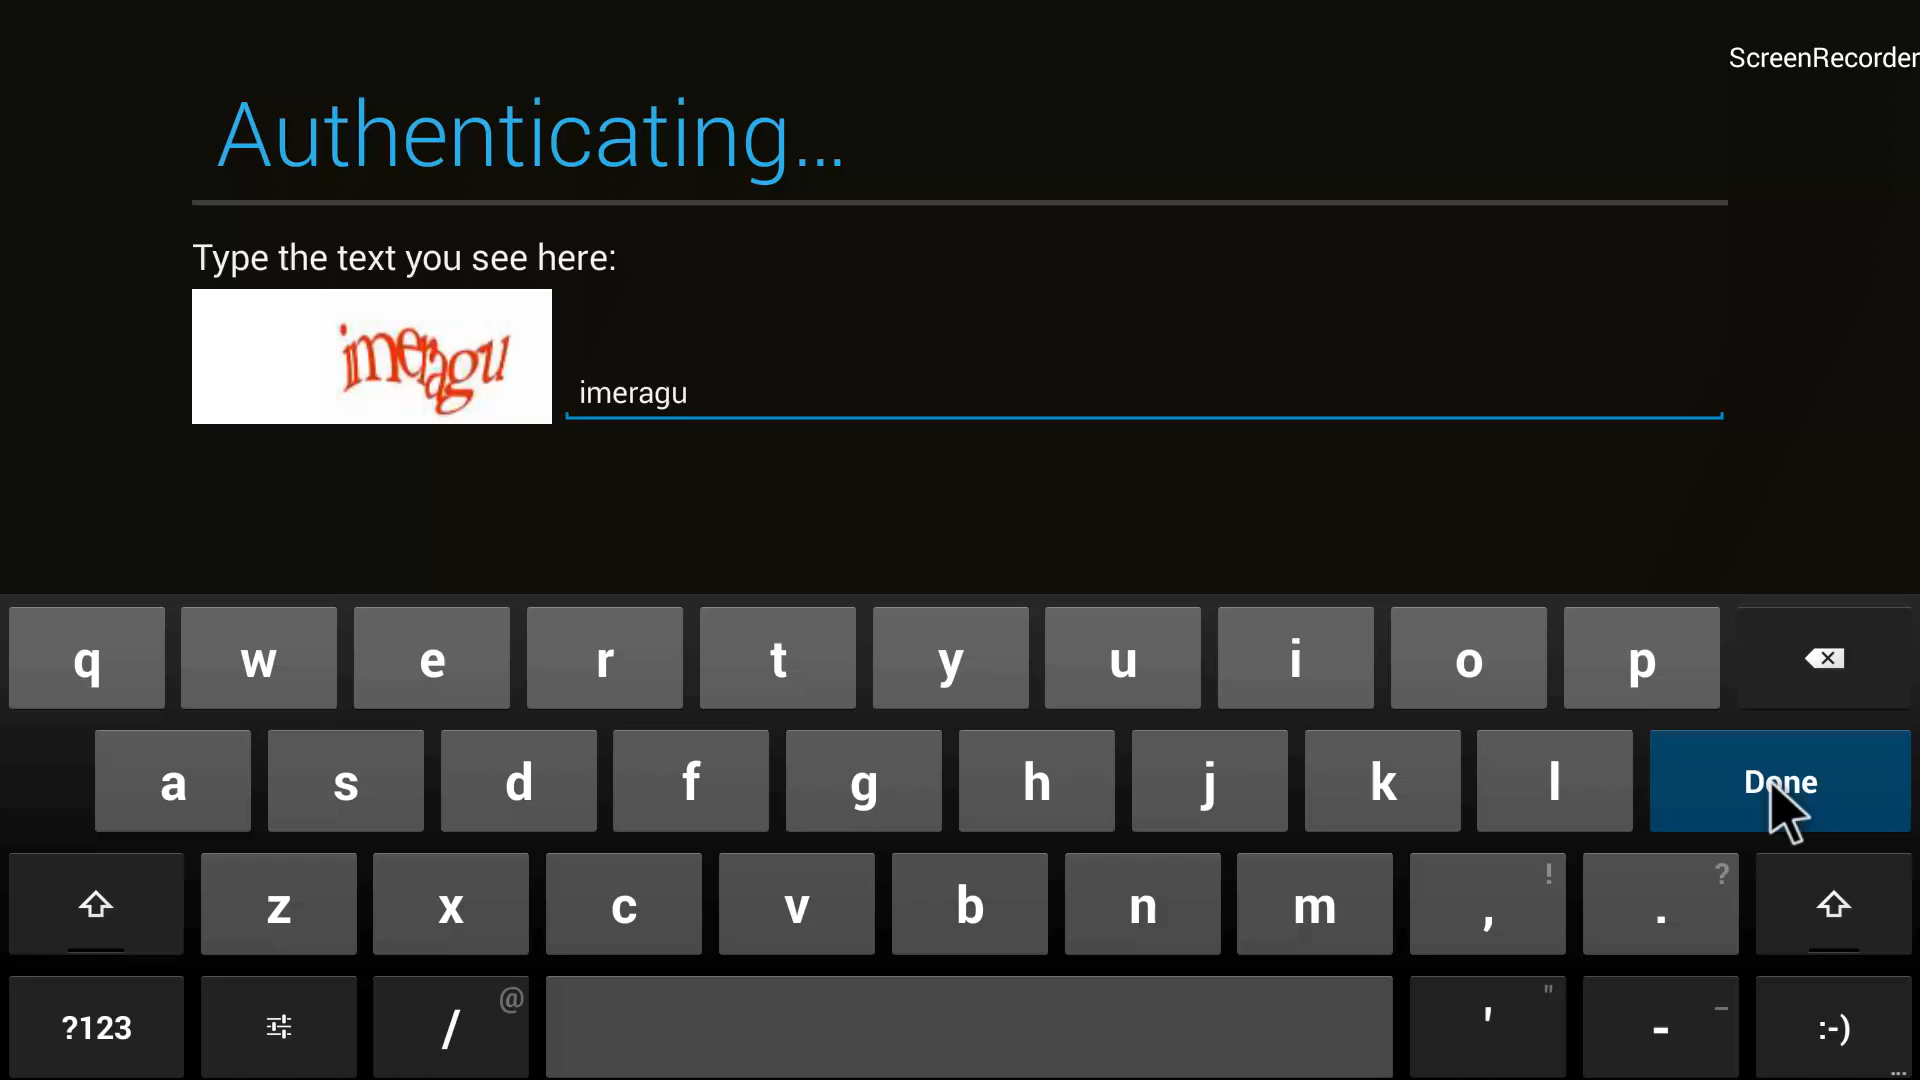 ScreenRecorder
Authenticating...
Type the text you see here:
imeragu
imeragu
q w e r t y u i o p
a s d f g h j k l Done
z x c v b n m , ! . ?
?123 / @ ' " - _ :-) ...